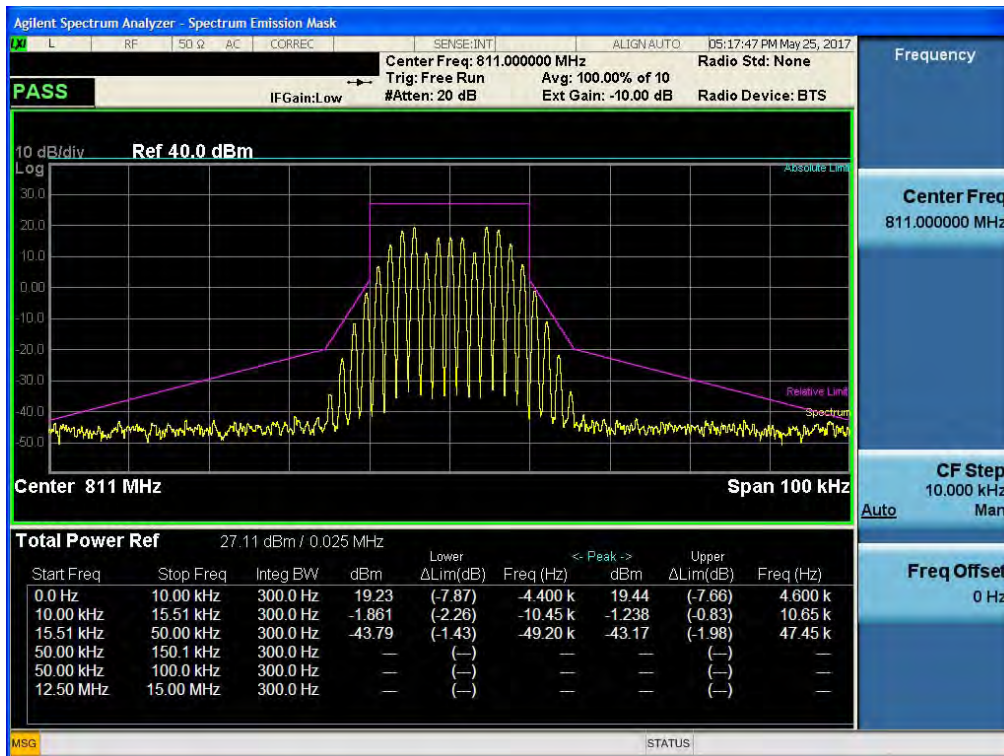 Agilent Spectrum Analyzer - Spectrum Emission Mask
LXI L RF 50 Ω AC CORREC SENSE:INT ALIGN AUTO 05:17:47 PM May 25, 2017
Center Freq: 811.000000 MHz Radio Std: None
Trig: Free Run Avg: 100.00% of 10
PASS IFGain:Low #Atten: 20 dB Ext Gain: -10.00 dB Radio Device: BTS
10 dB/div Ref 40.0 dBm
Log
Absolute Limit
30.0
20.0
10.0
0.00
-10.0
-20.0
-30.0
Relative Limit
-40.0
Spectrum
-50.0
Center 811 MHz Span 100 kHz
Total Power Ref 27.11 dBm / 0.025 MHz
Lower <- Peak -> Upper
Start Freq Stop Freq Integ BW dBm ΔLim(dB) Freq (Hz) dBm ΔLim(dB) Freq (Hz)
0.0 Hz 10.00 kHz 300.0 Hz 19.23 (-7.87) -4.400 k 19.44 (-7.66) 4.600 k
10.00 kHz 15.51 kHz 300.0 Hz -1.861 (-2.26) -10.45 k -1.238 (-0.83) 10.65 k
15.51 kHz 50.00 kHz 300.0 Hz -43.79 (-1.43) -49.20 k -43.17 (-1.98) 47.45 k
50.00 kHz 150.1 kHz 300.0 Hz — (—) — — (—) —
50.00 kHz 100.0 kHz 300.0 Hz — (—) — — (—) —
12.50 MHz 15.00 MHz 300.0 Hz — (—) — — (—) —
MSG STATUS
Frequency
Center Freq
811.000000 MHz
CF Step
10.000 kHz
Auto Man
Freq Offset
0 Hz